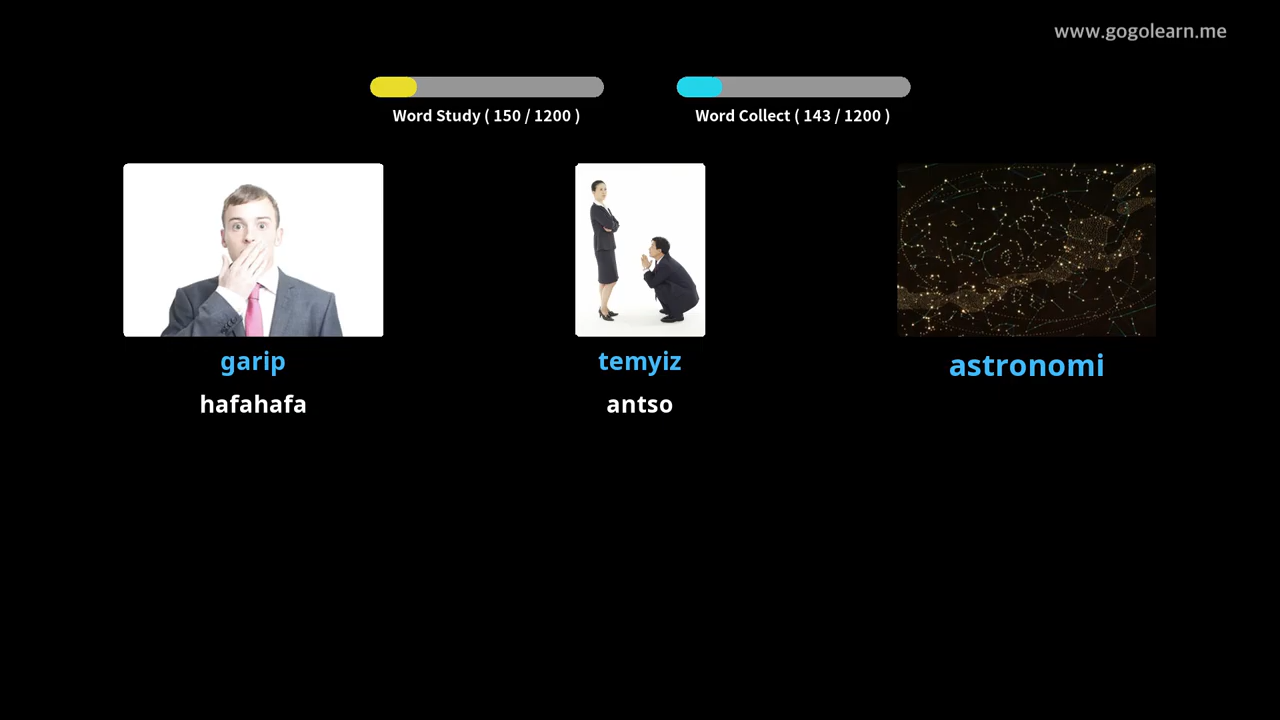 www.gogolearn.me
Word Study ( 150 / 1200 )
Word Collect ( 143 / 1200 )
garip
hafahafa
temyiz
antso
astronomi